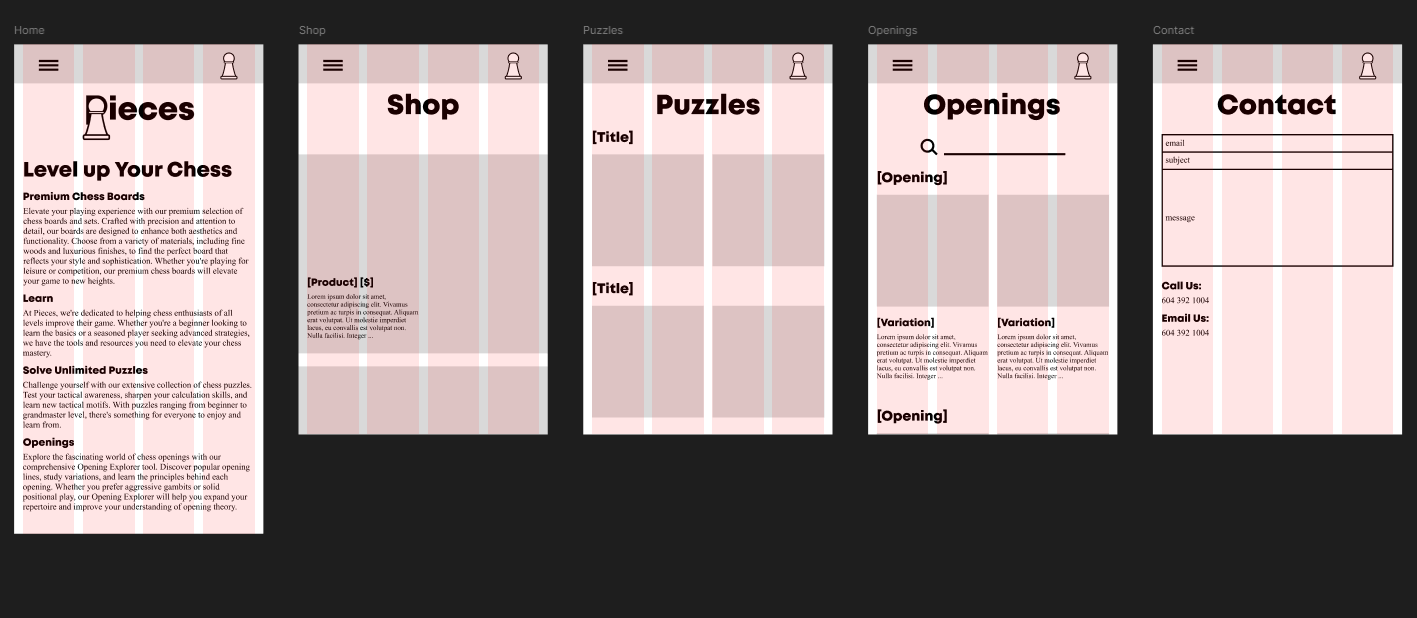 Home
Pieces
Level up Your Chess
Premium Chess Boards
Elevate your playing experience with our premium selection of
chess boards and sets. Crafted with precision and attention to
detail, our boards are designed to enhance both aesthetics and
functionality. Choose from a variety of materials, including fine
woods and luxurious finishes, to find the perfect board that
reflects your style and sophistication. Whether you're playing for
leisure or competition, our premium chess boards will elevate
your game to new heights.
Learn
At Pieces, we're dedicated to helping chess enthusiasts of all
levels improve their game. Whether you're a beginner looking to
learn the basics or a seasoned player seeking advanced strategies,
we have the tools and resources you need to elevate your chess
mastery.
Solve Unlimited Puzzles
Challenge yourself with our extensive collection of chess puzzles.
Test your tactical awareness, sharpen your calculation skills, and
learn new tactical motifs. With puzzles ranging from beginner to
grandmaster level, there's something for everyone to enjoy and
learn from.
Openings
Explore the fascinating world of chess openings with our
comprehensive Opening Explorer tool. Discover popular opening
lines, study variations, and learn the principles behind each
opening. Whether you prefer aggressive gambits or solid
positional play, our Opening Explorer will help you expand your
repertoire and improve your understanding of opening theory.
Shop
Shop
[Product] [$]
Lorem ipsum dolor sit amet,
consectetur adipiscing elit. Vivamus
pretium ac turpis in consequat. Aliquam
erat volutpat. Ut molestie imperdiet
lacus, eu convallis est volutpat non.
Nulla facilisi. Integer ...
Puzzles
Puzzles
[Title]
[Title]
Openings
Openings
[Opening]
[Variation]
Lorem ipsum dolor sit amet,
consectetur adipiscing elit. Vivamus
pretium ac turpis in consequat. Aliquam
erat volutpat. Ut molestie imperdiet
lacus, eu convallis est volutpat non.
Nulla facilisi. Integer ...
[Variation]
Lorem ipsum dolor sit amet,
consectetur adipiscing elit. Vivamus
pretium ac turpis in consequat. Aliquam
erat volutpat. Ut molestie imperdiet
lacus, eu convallis est volutpat non.
Nulla facilisi. Integer ...
[Opening]
Contact
Contact
email
subject
message
Call Us:
604 392 1004
Email Us:
604 392 1004